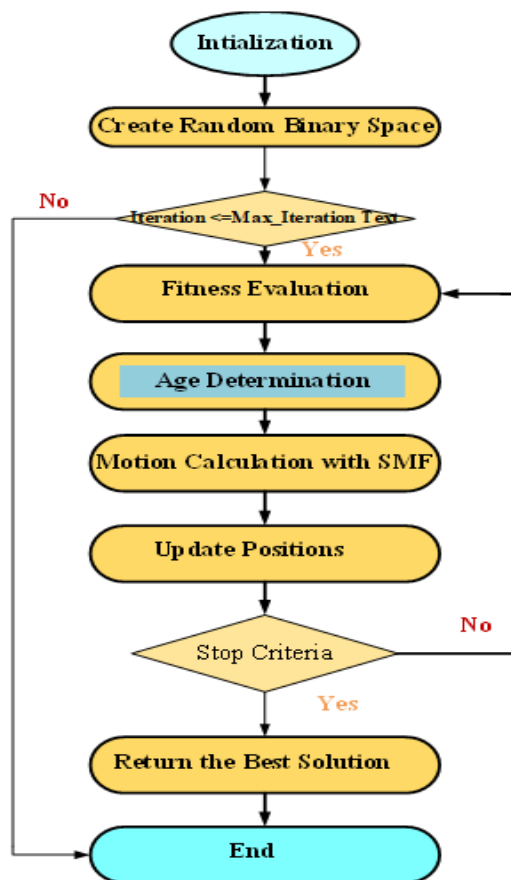 Intialization
Create Random Binary Space
No
Iteration <=Max_Iteration Text
Yes
Fitness Evaluation
Age Determination
Motion Calculation with SMF
Update Positions
No
Stop Criteria
Yes
Return the Best Solution
End